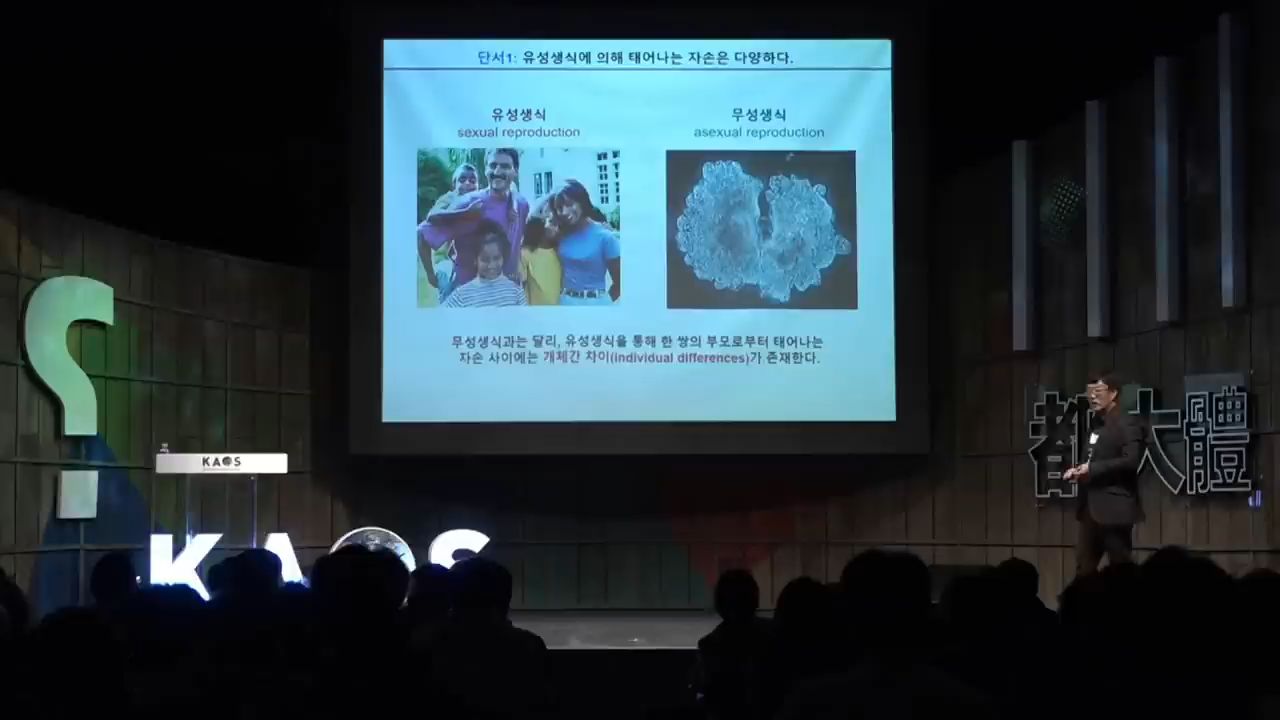 단서1: 유성생식에 의해 태어나는 자손은 다양하다.
유성생식
sexual reproduction
무성생식
asexual reproduction
무성생식과는 달리, 유성생식을 통해 한 쌍의 부모로부터 태어나는
자손 사이에는 개체간 차이(individual differences)가 존재한다.
都大體
KAOS
KAOS